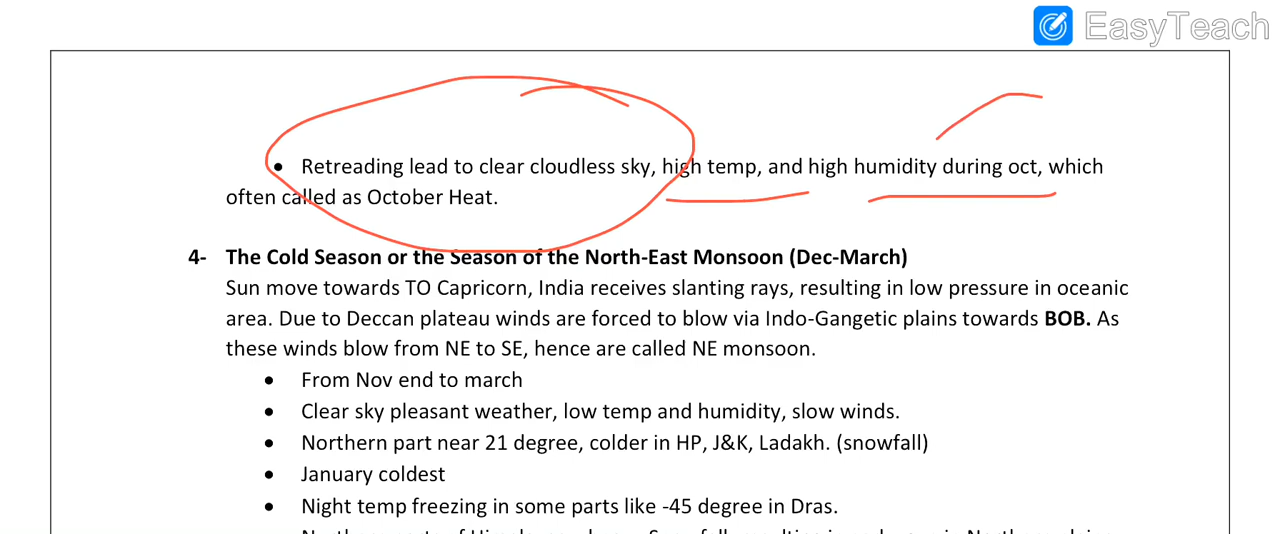 EasyTeach
• Retreading lead to clear cloudless sky, high temp, and high humidity during oct, which
often called as October Heat.
4- The Cold Season or the Season of the North-East Monsoon (Dec-March)
Sun move towards TO Capricorn, India receives slanting rays, resulting in low pressure in oceanic
area. Due to Deccan plateau winds are forced to blow via Indo-Gangetic plains towards BOB. As
these winds blow from NE to SE, hence are called NE monsoon.
• From Nov end to march
• Clear sky pleasant weather, low temp and humidity, slow winds.
• Northern part near 21 degree, colder in HP, J&K, Ladakh. (snowfall)
• January coldest
• Night temp freezing in some parts like -45 degree in Dras.